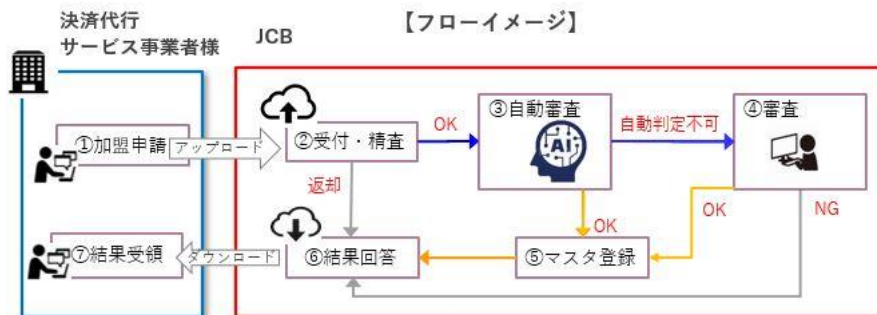 決済代行
サービス事業者様
JCB
【フローイメージ】
①加盟申請
アップロード
②受付・精査
OK
③自動審査
AI
自動判定不可
④審査
返却
OK
OK
NG
⑦結果受領
ダウンロード
⑥結果回答
⑤マスタ登録